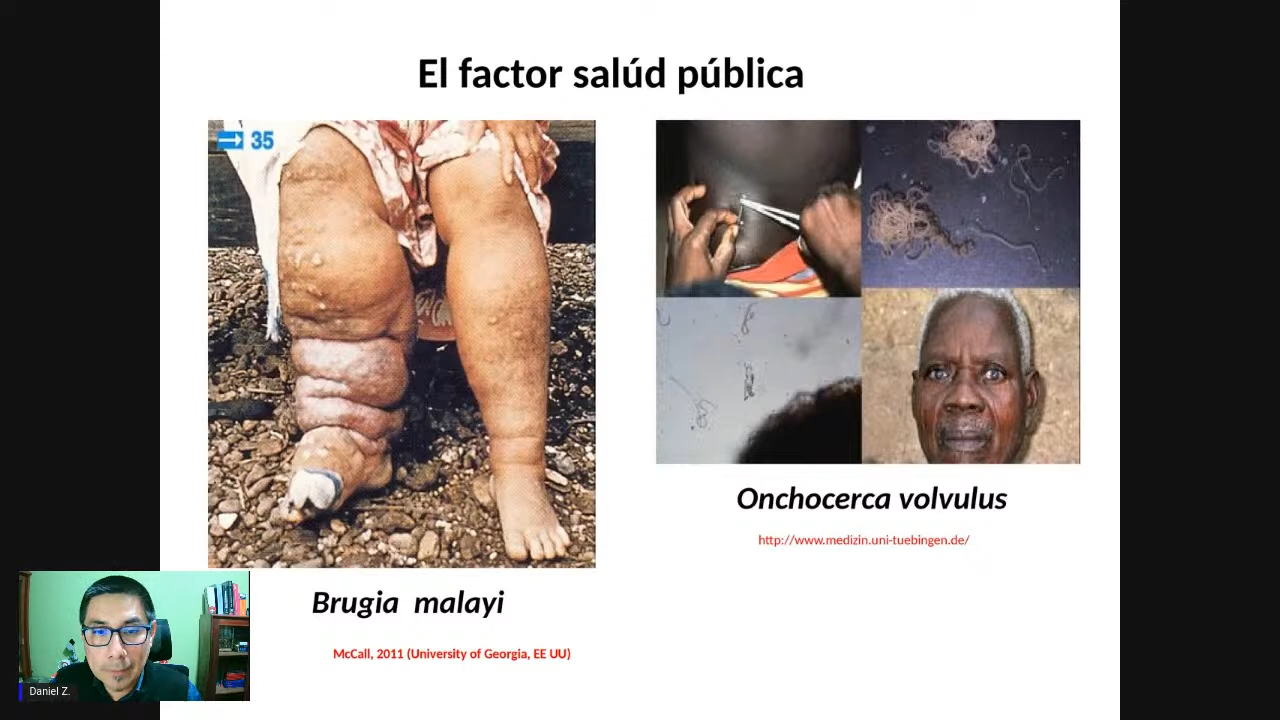 El factor salúd pública
35
Onchocerca volvulus
http://www.medizin.uni-tuebingen.de/
Brugia malayi
McCall, 2011 (University of Georgia, EE UU)
Daniel Z.